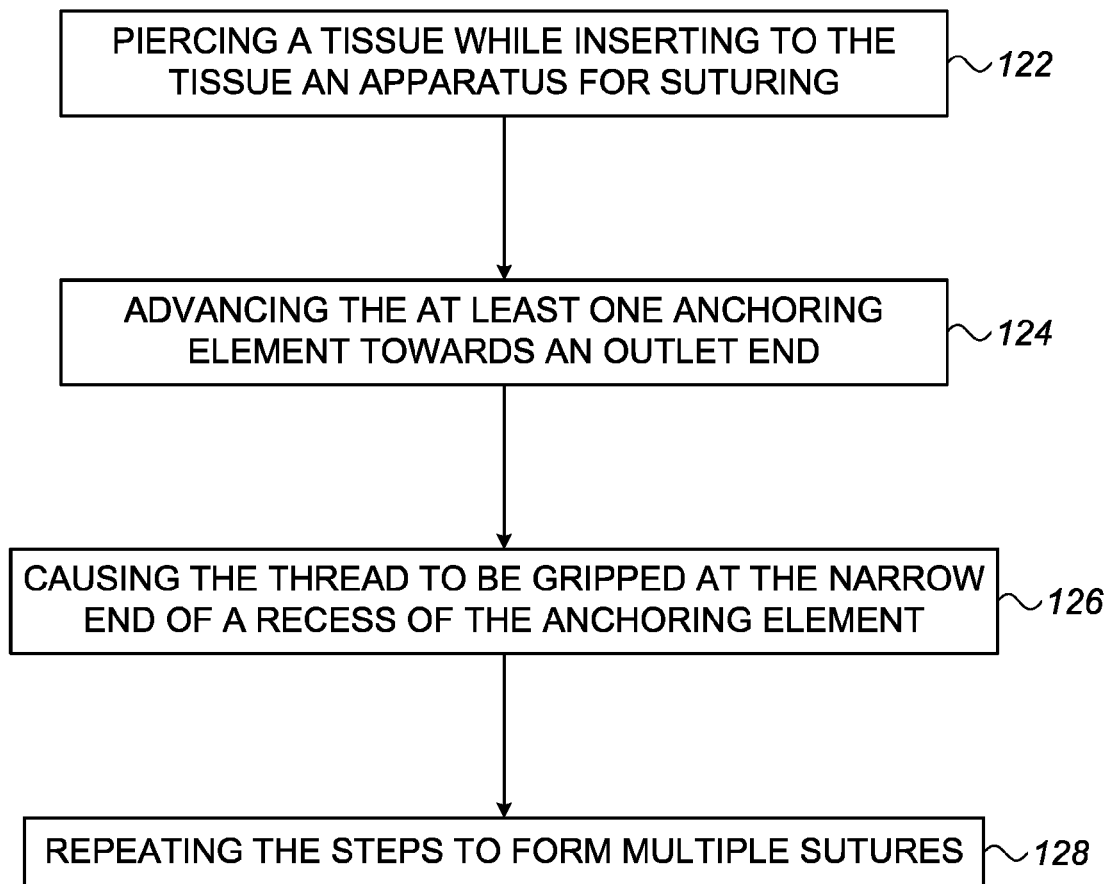 PIERCING A TISSUE WHILE INSERTING TO THE
TISSUE AN APPARATUS FOR SUTURING
122
ADVANCING THE AT LEAST ONE ANCHORING
ELEMENT TOWARDS AN OUTLET END
124
CAUSING THE THREAD TO BE GRIPPED AT THE NARROW
END OF A RECESS OF THE ANCHORING ELEMENT
126
REPEATING THE STEPS TO FORM MULTIPLE SUTURES
128